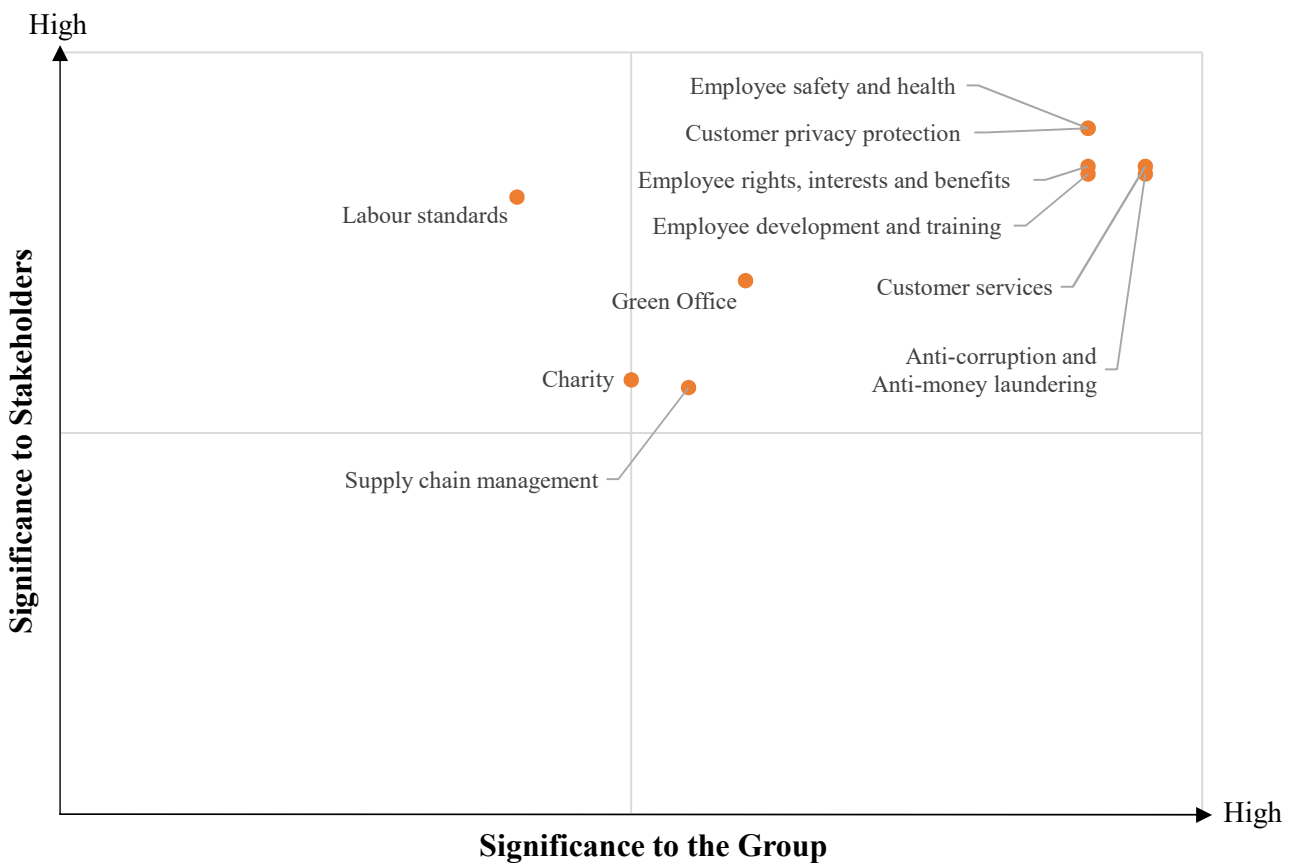 High
Employee safety and health
Customer privacy protection
Employee rights, interests and benefits
Labour standards
Employee development and training
Customer services
Green Office
Anti-corruption and
Anti-money laundering
Charity
Supply chain management
Significance to Stakeholders
High
Significance to the Group